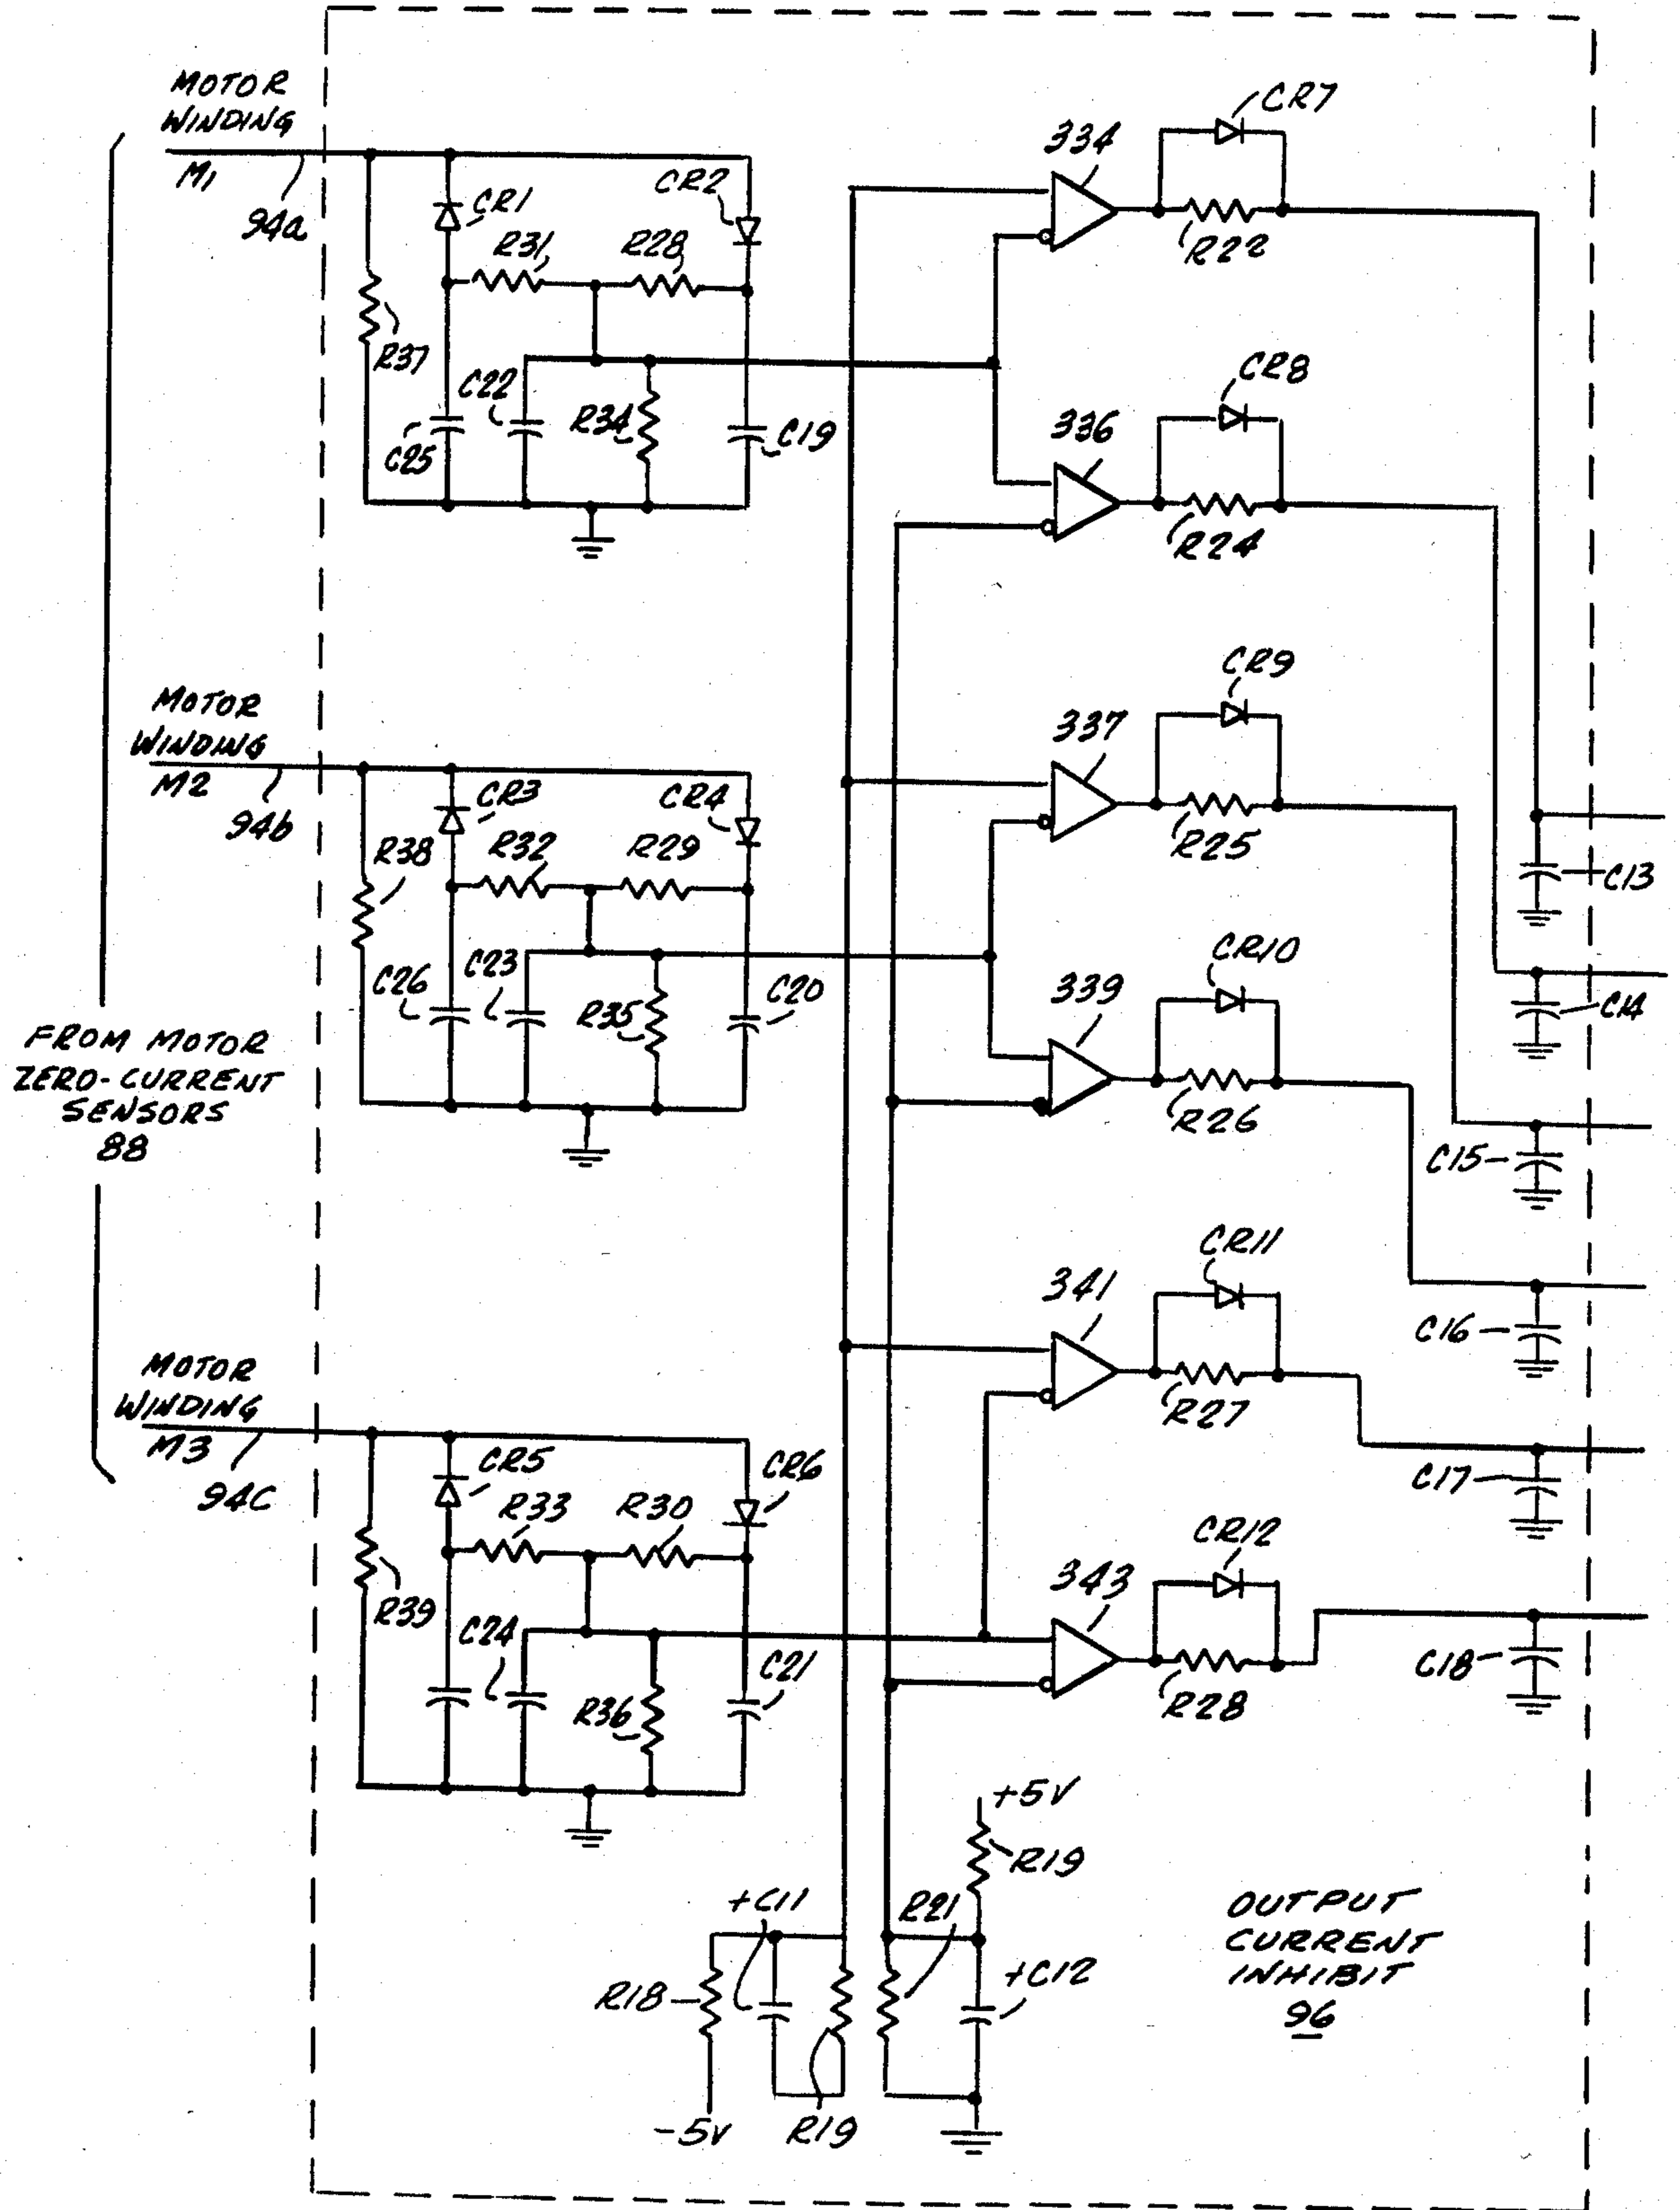 MOTOR
WINDING
M1
94a
CR1
CR2
R31
R28
R37
C22
C25
R34
C19
334
CR7
R22
336
CR8
R24
MOTOR
WINDING
M2
94b
CR3
CR4
R38
R32
R29
C26
C23
R35
C20
337
CR9
R25
339
CR10
R26
C13
C14
FROM MOTOR
ZERO-CURRENT
SENSORS
88
C15
C16
MOTOR
WINDING
M3
94C
CR5
CR6
R33
R30
R39
C24
R36
C21
341
CR11
R27
C17
343
CR12
R28
C18
+5V
R19
+C11
R21
R18
+C12
-5V
R19
OUTPUT
CURRENT
INHIBIT
96